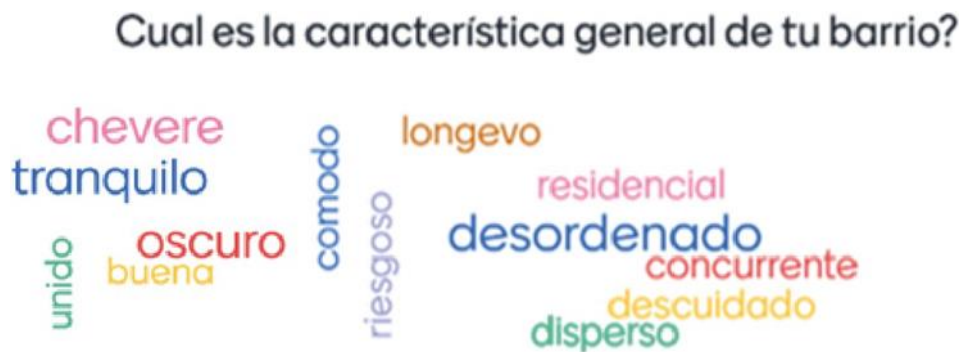 Cual es la característica general de tu barrio?
chevere
longevo
tranquilo
comodo
residencial
riesgoso
desordenado
oscuro
unido
buena
concurrente
descuidado
disperso